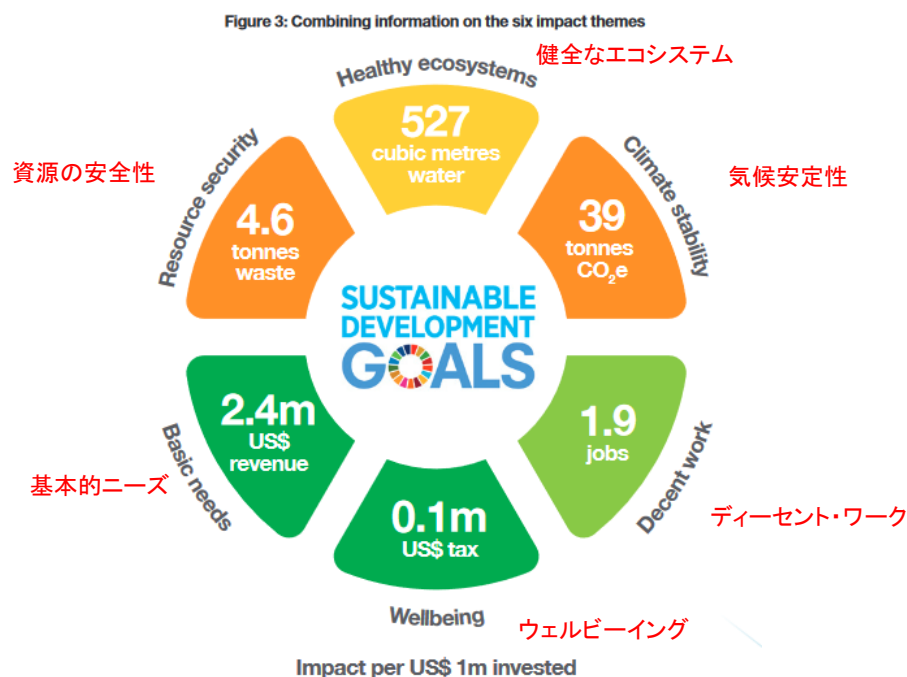 Figure 3: Combining information on the six impact themes
Healthy ecosystems
健全なエコシステム
527
cubic metres
water
Resource security
資源の安全性
4.6
tonnes
waste
Climate stability
気候安定性
39
tonnes
CO₂e
SUSTAINABLE
DEVELOPMENT
GOALS
2.4m
US$
revenue
Basic needs
基本的ニーズ
1.9
jobs
Decent work
ディーセント・ワーク
0.1m
US$ tax
Wellbeing
ウェルビーイング
Impact per US$ 1m invested